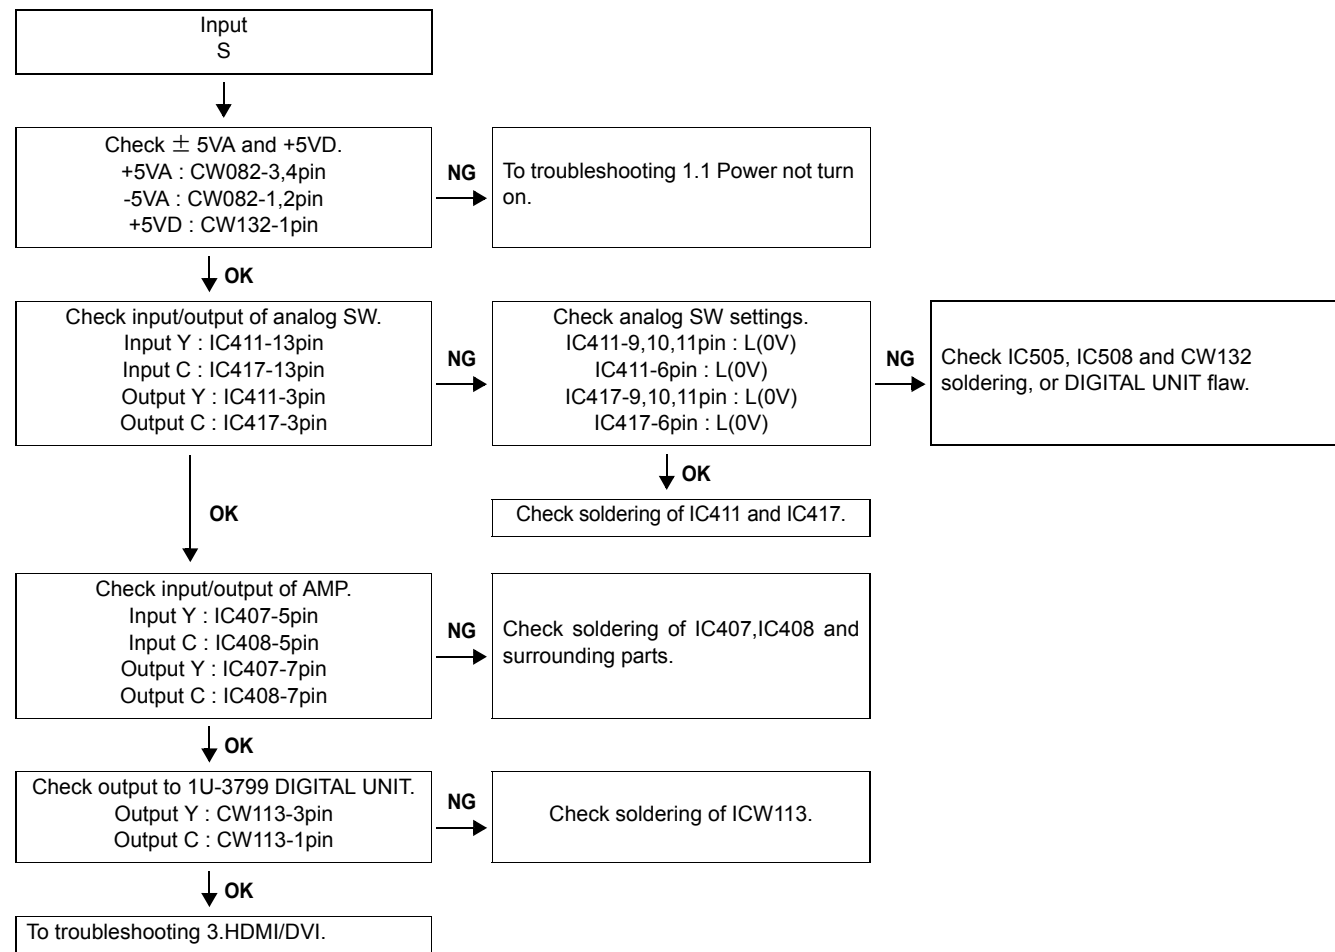 Input
S
Check ± 5VA and +5VD.
+5VA : CW082-3,4pin
-5VA : CW082-1,2pin
+5VD : CW132-1pin
NG
To troubleshooting 1.1 Power not turn
on.
OK
Check input/output of analog SW.
Input Y : IC411-13pin
Input C : IC417-13pin
Output Y : IC411-3pin
Output C : IC417-3pin
NG
Check analog SW settings.
IC411-9,10,11pin : L(0V)
IC411-6pin : L(0V)
IC417-9,10,11pin : L(0V)
IC417-6pin : L(0V)
NG
Check IC505, IC508 and CW132
soldering, or DIGITAL UNIT flaw.
OK
Check soldering of IC411 and IC417.
OK
Check input/output of AMP.
Input Y : IC407-5pin
Input C : IC408-5pin
Output Y : IC407-7pin
Output C : IC408-7pin
NG
Check soldering of IC407,IC408 and
surrounding parts.
OK
Check output to 1U-3799 DIGITAL UNIT.
Output Y : CW113-3pin
Output C : CW113-1pin
NG
Check soldering of ICW113.
OK
To troubleshooting 3.HDMI/DVI.